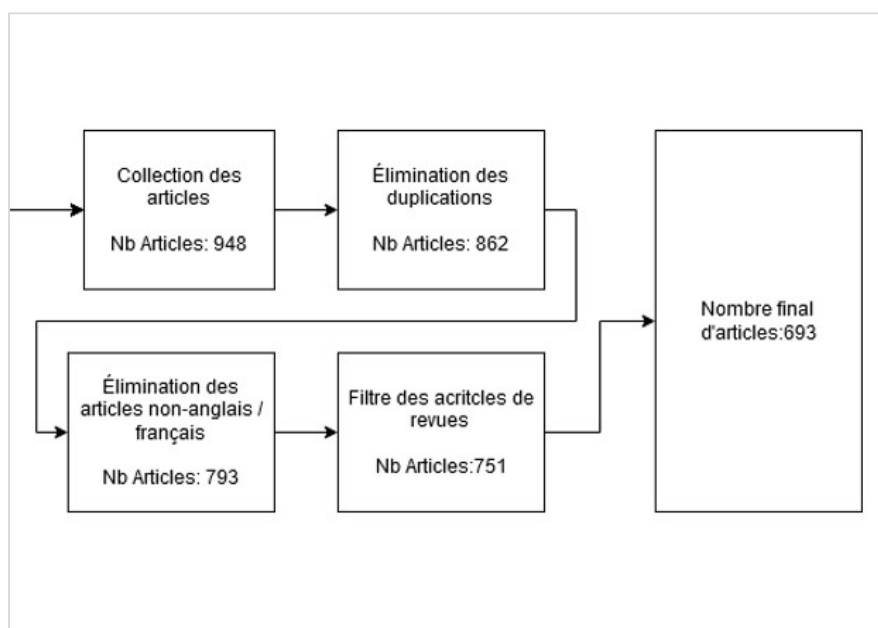 Collection des
articles
Nb Articles: 948
Élimination des
duplications
Nb Articles: 862
Élimination des
articles non-anglais /
français
Nb Articles: 793
Filtre des acritcles de
revues
Nb Articles:751
Nombre final
d'articles:693